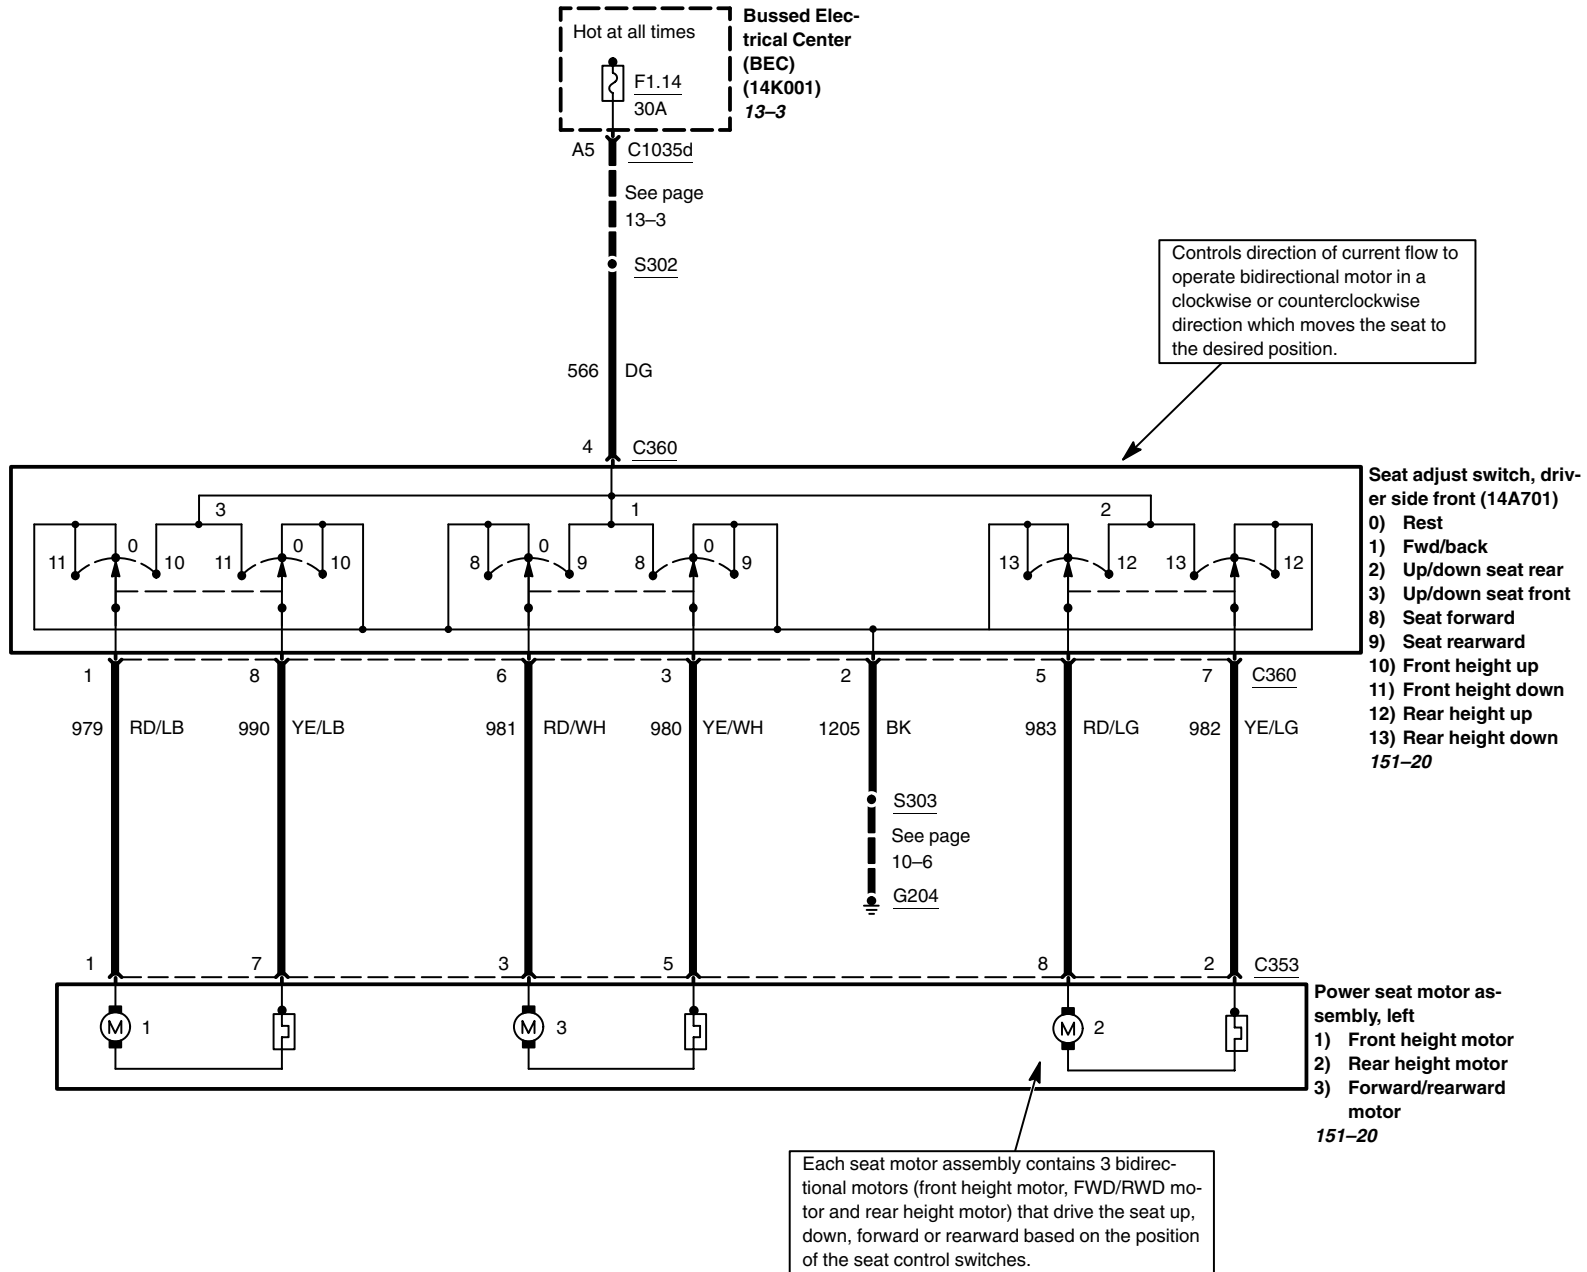 Hot at all times
F1.14
30A
Bussed Elec-
trical Center
(BEC)
(14K001)
13–3
A5 C1035d
See page
13–3
S302
Controls direction of current flow to
operate bidirectional motor in a
clockwise or counterclockwise
direction which moves the seat to
the desired position.
566 DG
4 C360
3 1 2
11 0 10 11 0 10 8 0 9 8 0 9 13 0 12 13 0 12
Seat adjust switch, driv-
er side front (14A701)
0) Rest
1) Fwd/back
2) Up/down seat rear
3) Up/down seat front
8) Seat forward
9) Seat rearward
10) Front height up
11) Front height down
12) Rear height up
13) Rear height down
151–20
1 8 6 3 2 5 7 C360
979 RD/LB 990 YE/LB 981 RD/WH 980 YE/WH 1205 BK 983 RD/LG 982 YE/LG
S303
See page
10–6
G204
1 7 3 5 8 2 C353
M 1 M 3 M 2
Power seat motor as-
sembly, left
1) Front height motor
2) Rear height motor
3) Forward/rearward
motor
151–20
Each seat motor assembly contains 3 bidirec-
tional motors (front height motor, FWD/RWD mo-
tor and rear height motor) that drive the seat up,
down, forward or rearward based on the position
of the seat control switches.